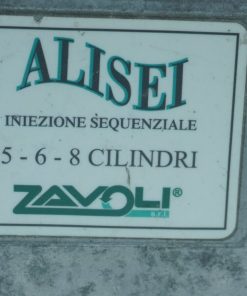 ALISEI
INIEZIONE SEQUENZIALE
5 - 6 - 8 CILINDRI
ZAVOLI®
s.r.l.